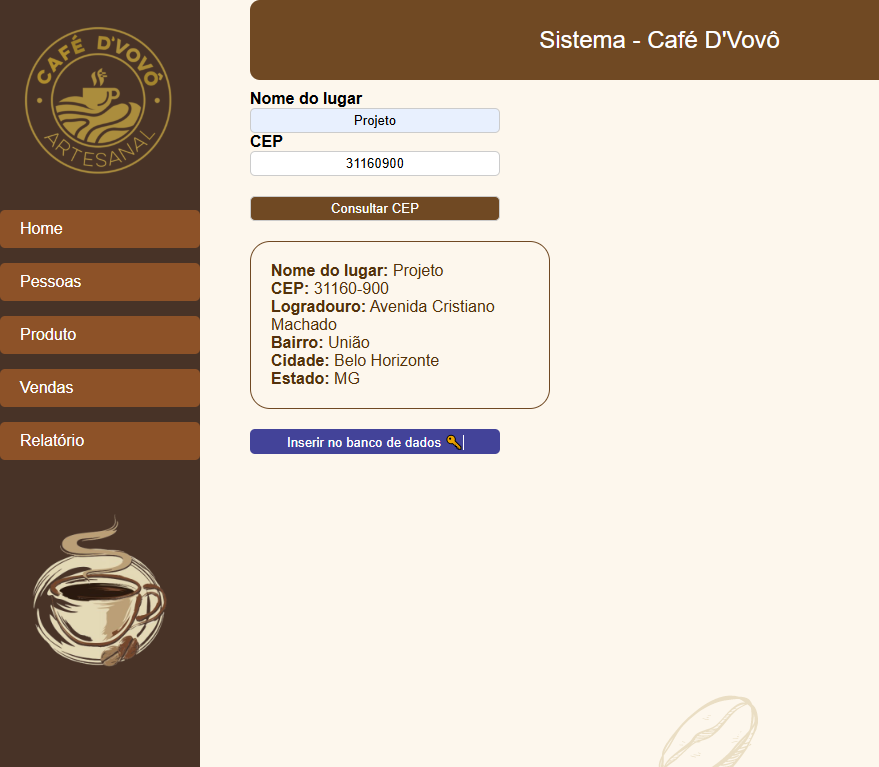 CAFÉ D'VOVÔ
ARTESANAL
Home
Pessoas
Produto
Vendas
Relatório
Sistema - Café D'Vovô
Nome do lugar
Projeto
CEP
31160900
Consultar CEP
Nome do lugar: Projeto
CEP: 31160-900
Logradouro: Avenida Cristiano
Machado
Bairro: União
Cidade: Belo Horizonte
Estado: MG
Inserir no banco de dados 🔑